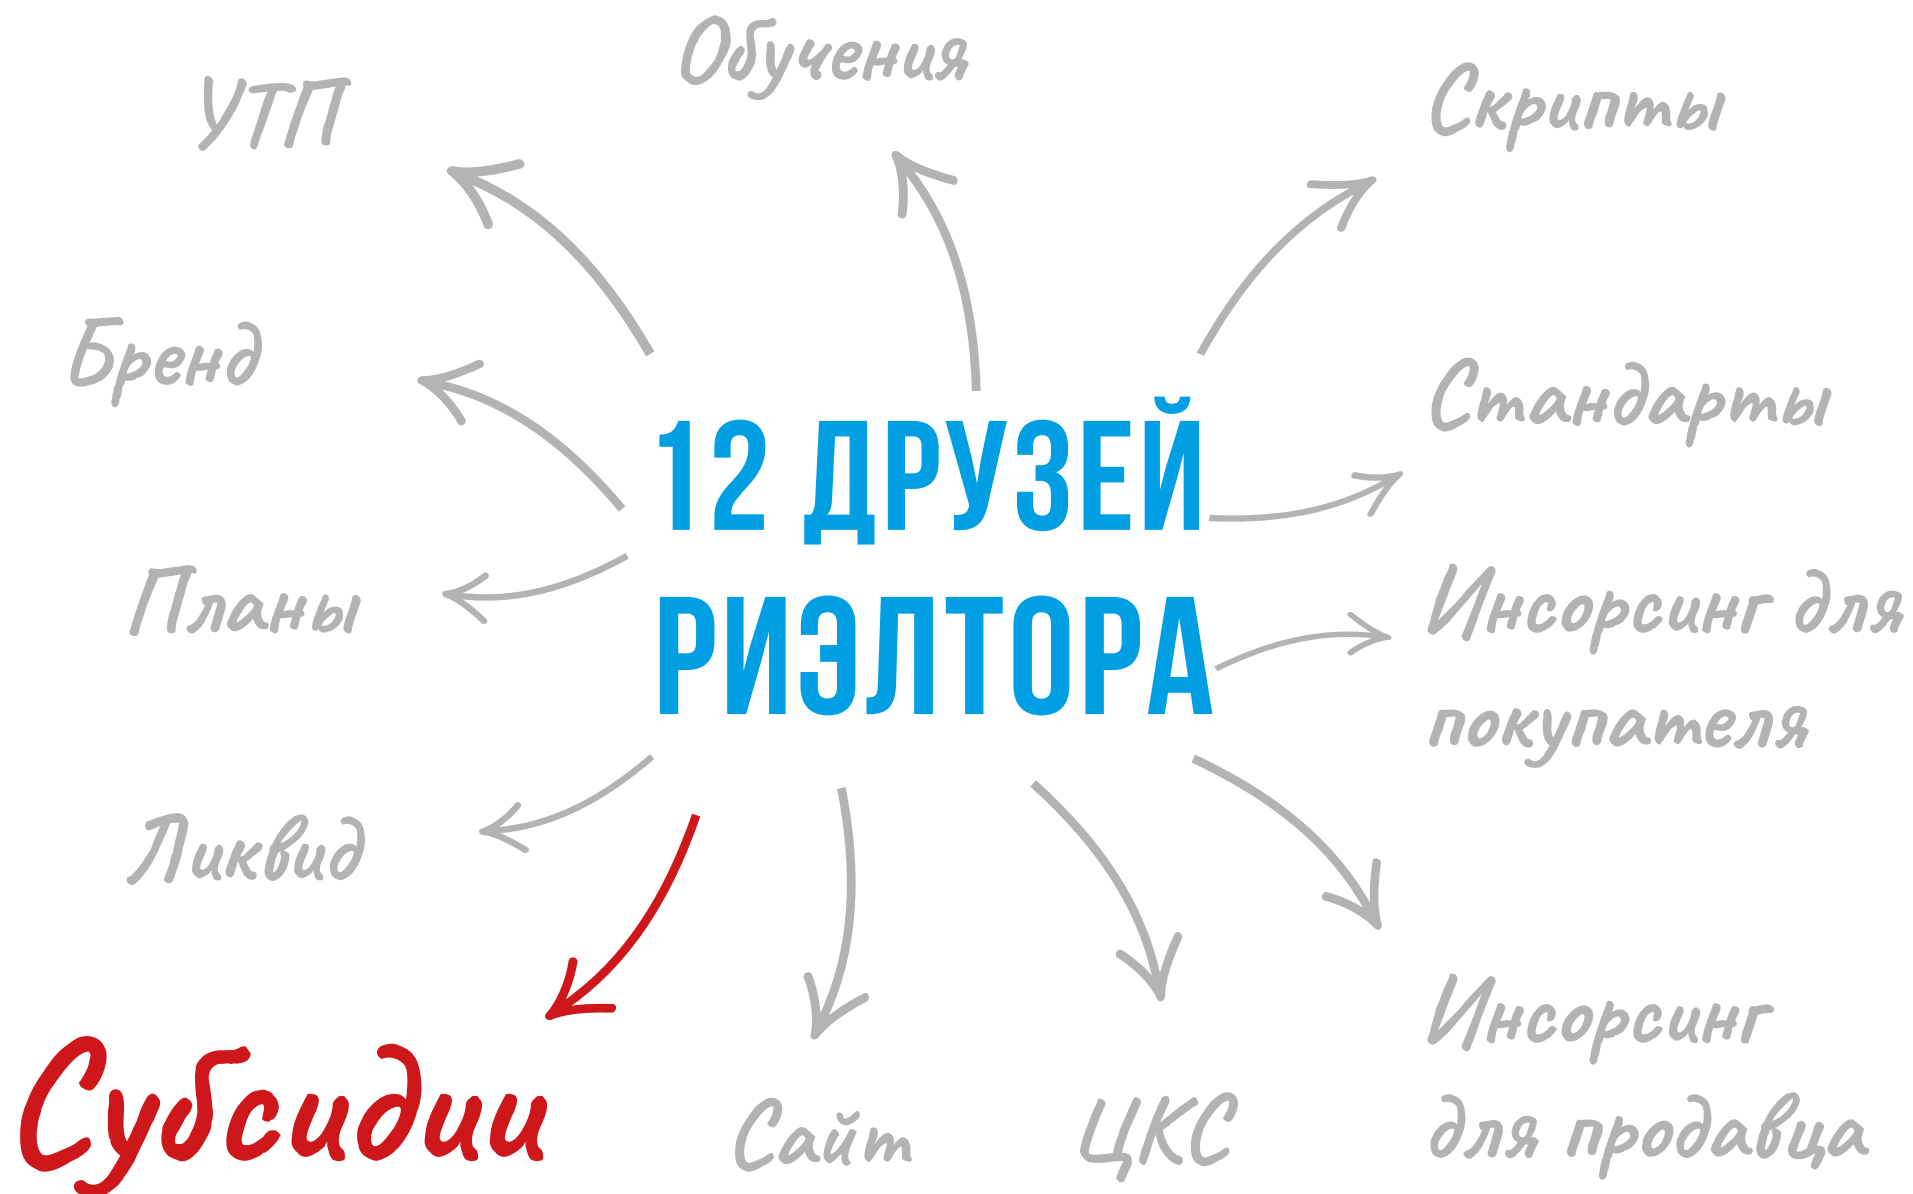 Обучения
УТП
Скрипты
Бренд
Стандарты
12 ДРУЗЕЙ
РИЭЛТОРА
Планы
Инсорсинг для
покупателя
Ликвид
Инсорсинг
для продавца
Субсидии
Сайт
ЦКС